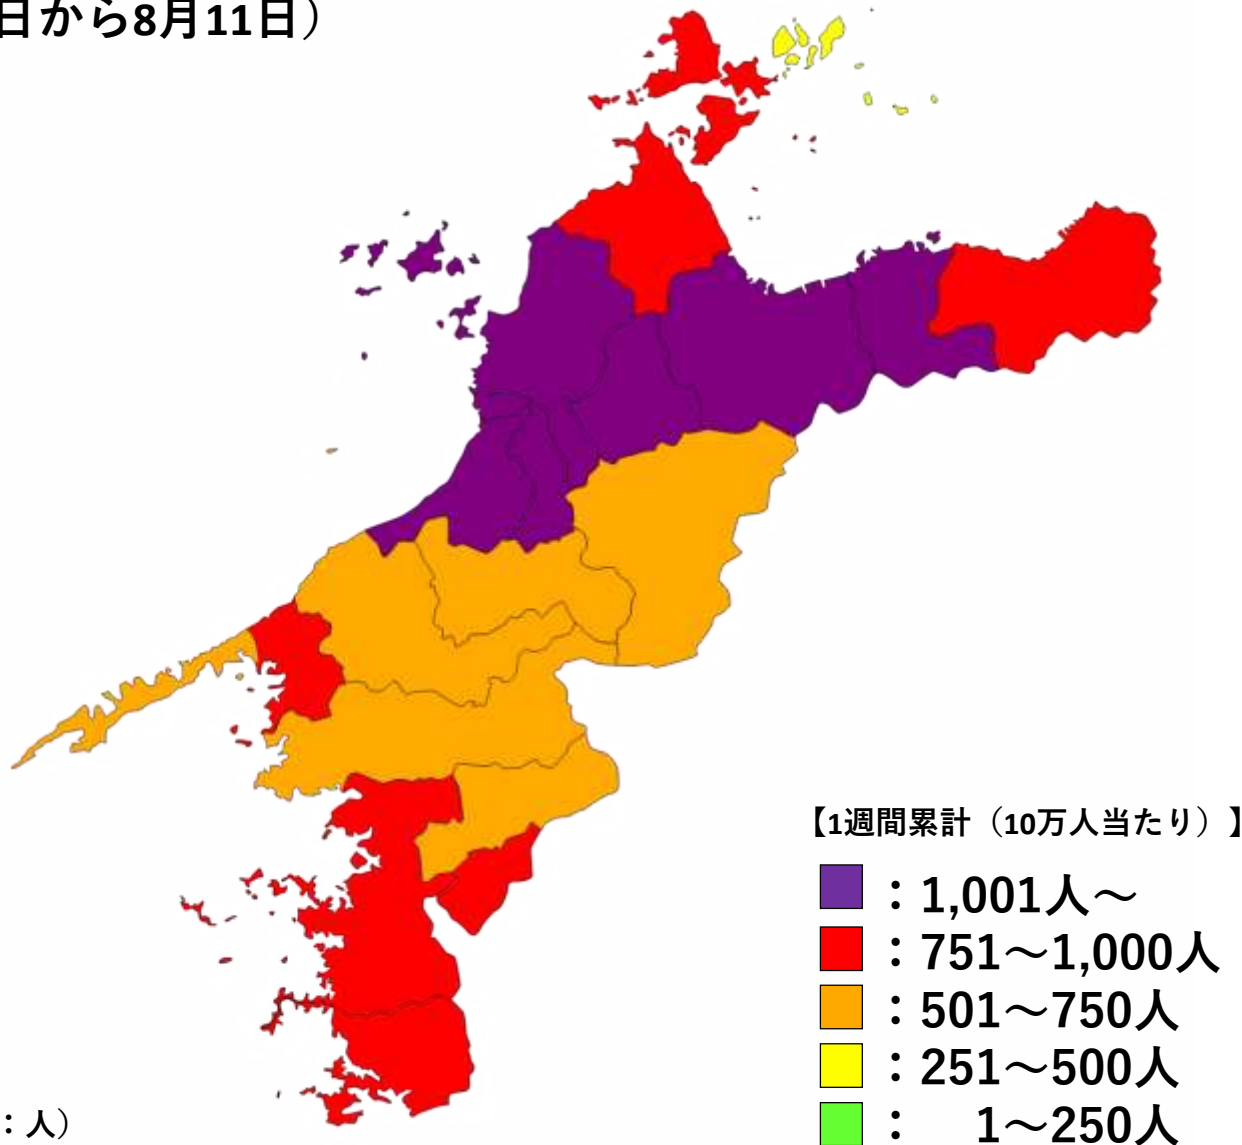 日から8月11日）
【1週間累計（10万人当たり）】
：1,001人～
：751～1,000人
：501～750人
：251～500人
：　1～250人
：人）